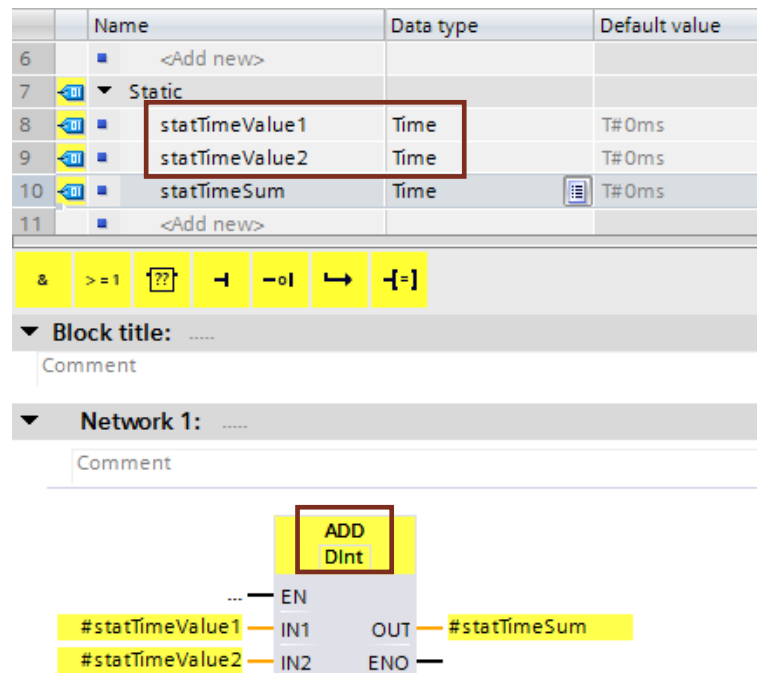 Name Data type Default value
6 <Add new>
7 Static
8 statTimeValue1 Time T#0ms
9 statTimeValue2 Time T#0ms
10 statTimeSum Time T#0ms
11 <Add new>
& >=1 ?? [=]
Block title: .....
Comment
Network 1: .....
Comment
ADD
DInt
... EN
#statTimeValue1 IN1 OUT #statTimeSum
#statTimeValue2 IN2 ENO